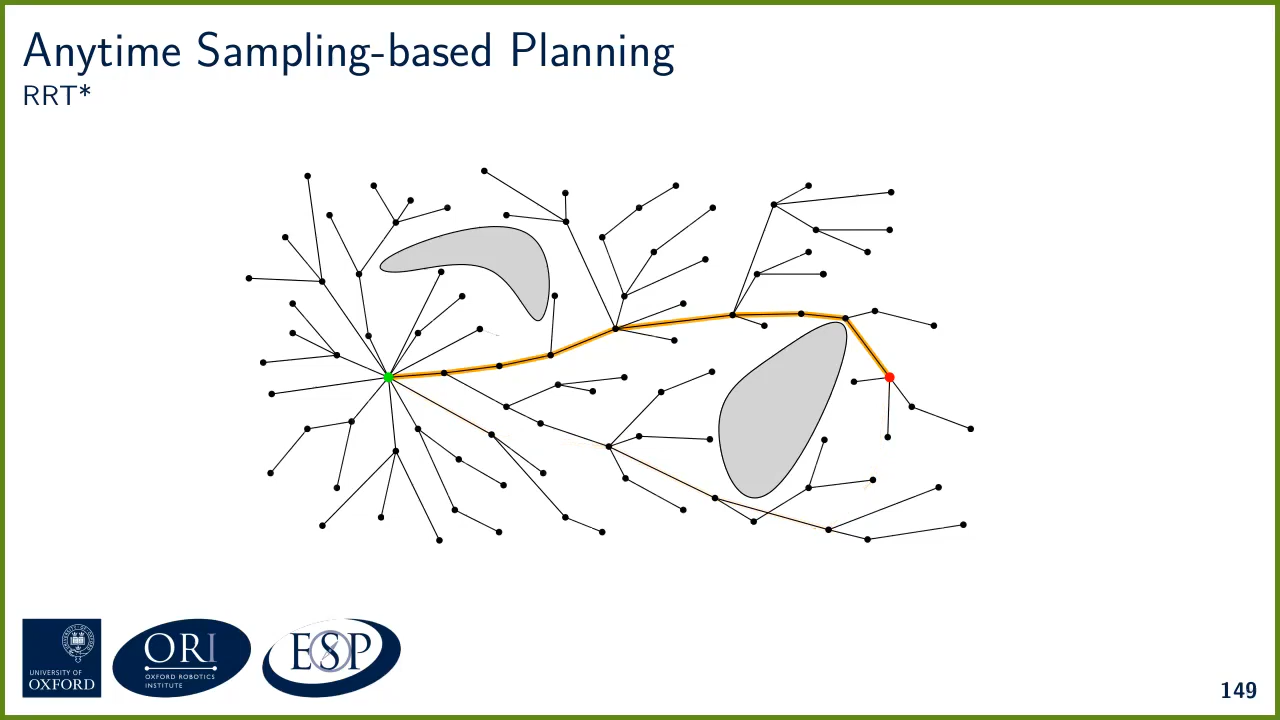 Anytime Sampling-based Planning
RRT*
UNIVERSITY OF
OXFORD
ORI
OXFORD ROBOTICS
INSTITUTE
ESP
149